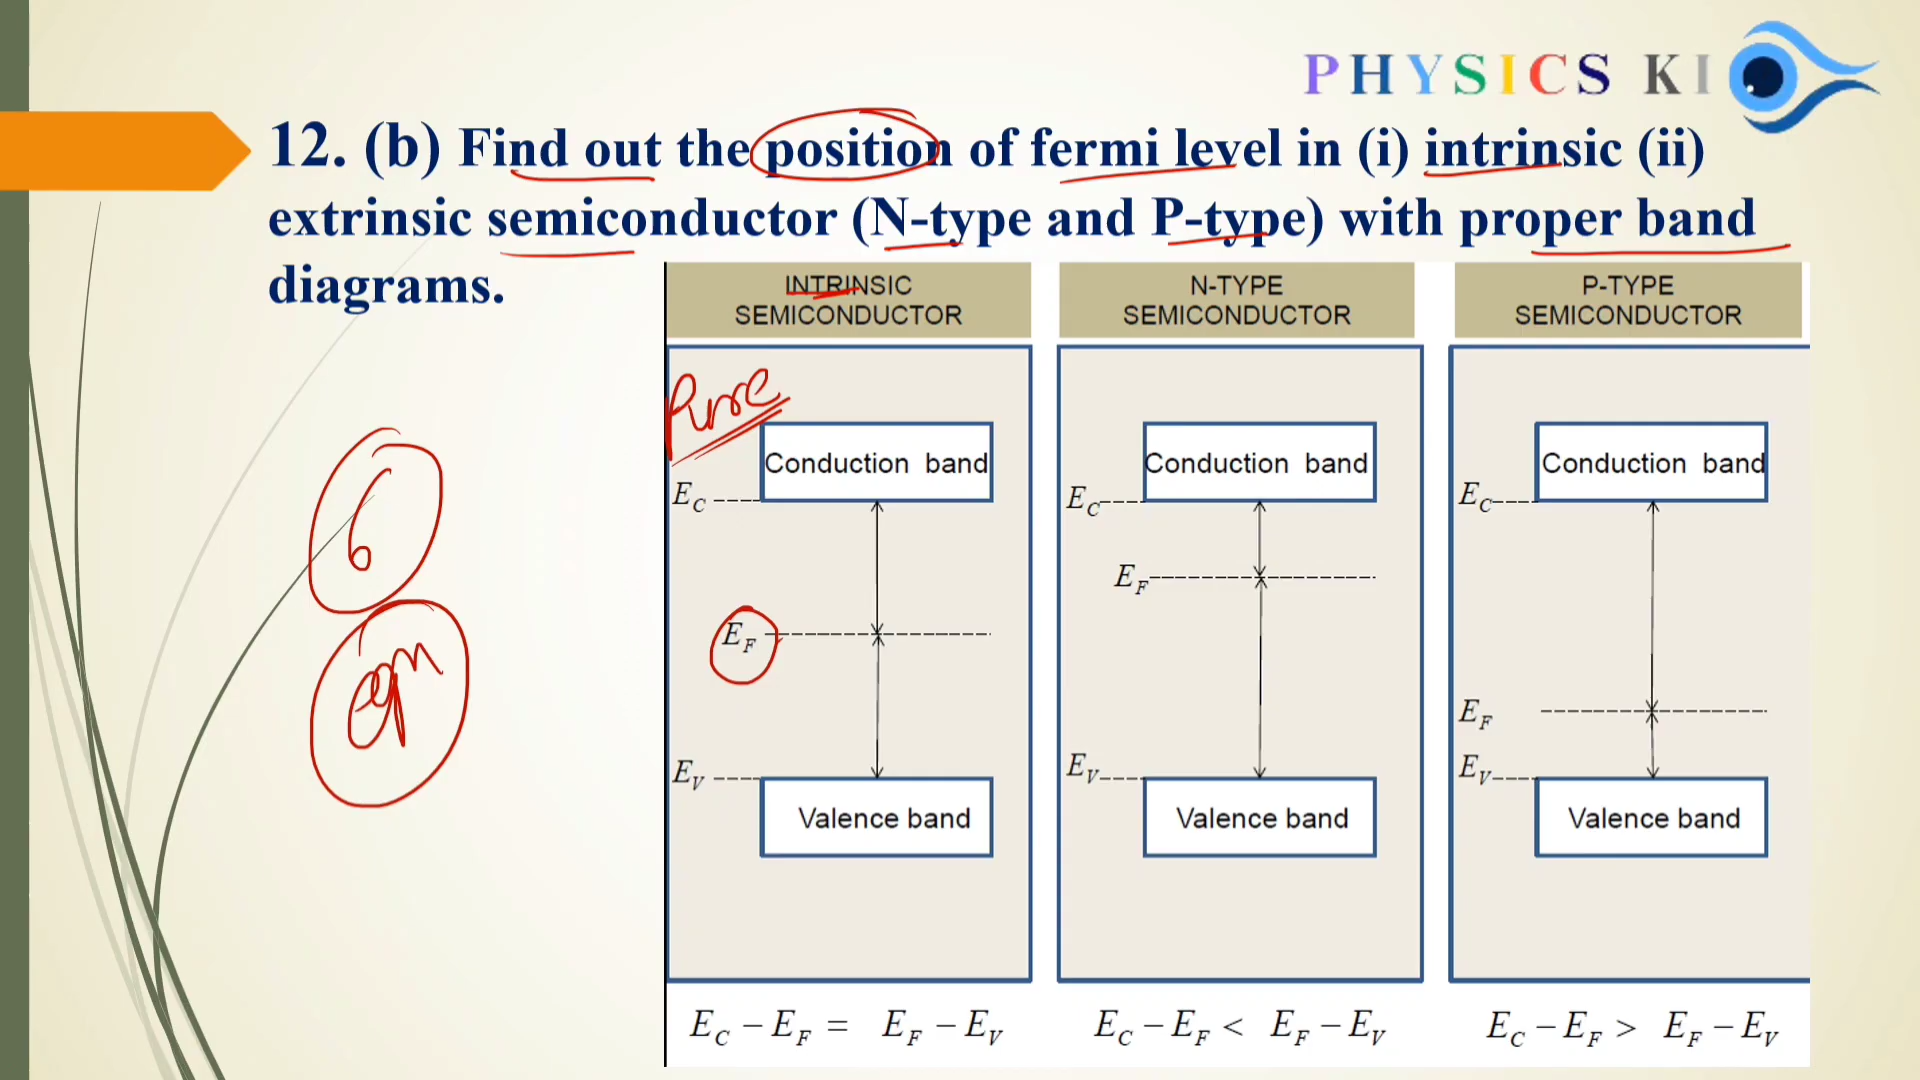 PHYSICS KI
12. (b) Find out the position of fermi level in (i) intrinsic (ii)
extrinsic semiconductor (N-type and P-type) with proper band
diagrams.
INTRINSIC
SEMICONDUCTOR
Pure
Conduction band
E_C
E_F
E_V
Valence band
E_C − E_F = E_F − E_V
N-TYPE
SEMICONDUCTOR
Conduction band
E_C
E_F
E_V
Valence band
E_C − E_F < E_F − E_V
P-TYPE
SEMICONDUCTOR
Conduction band
E_C
E_F
E_V
Valence band
E_C − E_F > E_F − E_V
6
eqn